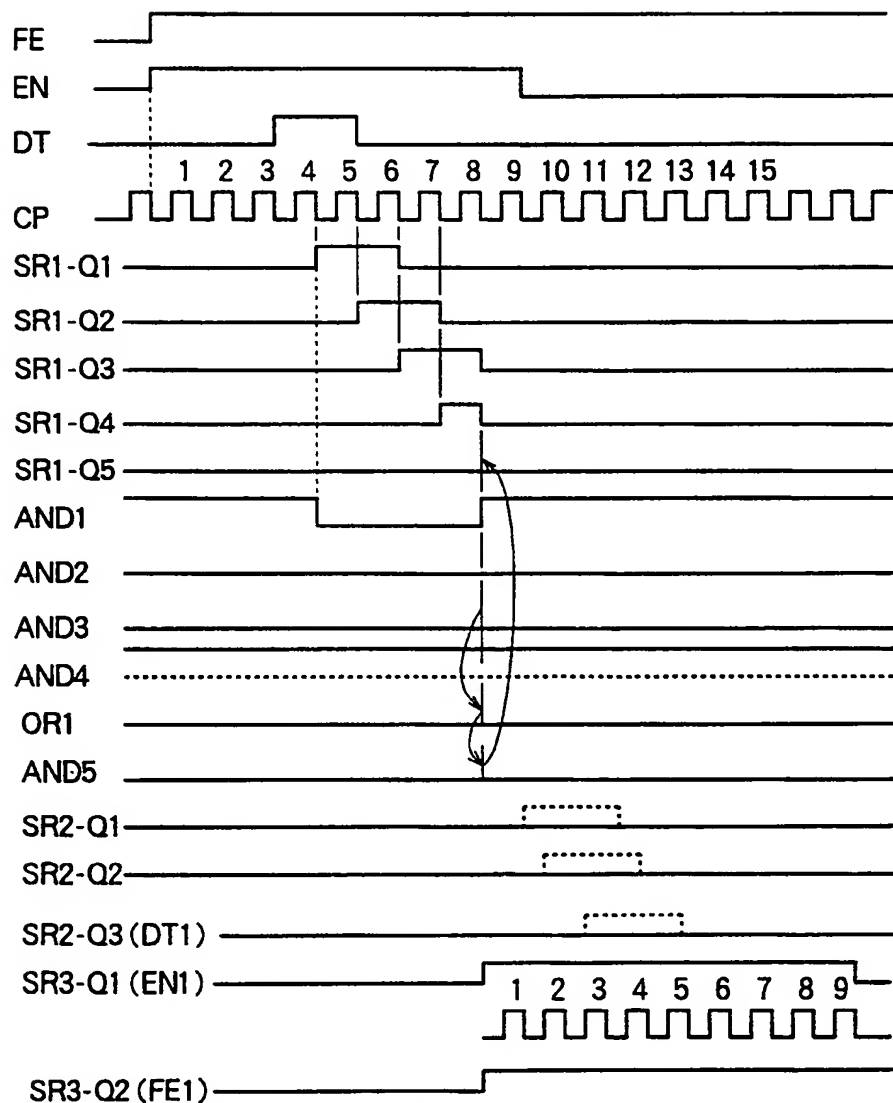 FE
EN
DT
1 2 3 4 5 6 7 8 9 10 11 12 13 14 15
CP
SR1-Q1
SR1-Q2
SR1-Q3
SR1-Q4
SR1-Q5
AND1
AND2
AND3
AND4
OR1
AND5
SR2-Q1
SR2-Q2
SR2-Q3 (DT1)
SR3-Q1 (EN1)
1 2 3 4 5 6 7 8 9
SR3-Q2 (FE1)